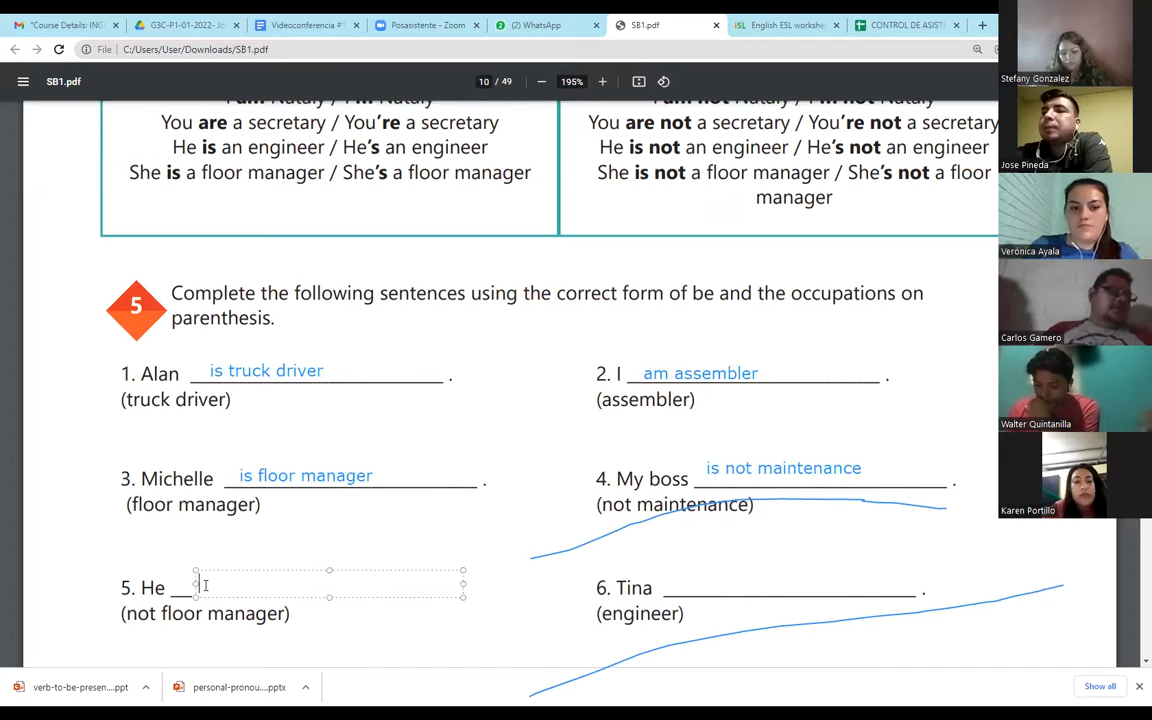 "Course Details: ING
G3C-P1-01-2022- Jo
Videoconferencia #1
Posasistente - Zoom
(2) WhatsApp
SB1.pdf
English ESL workshe
CONTROL DE ASIST
File
C:/Users/User/Downloads/SB1.pdf
SB1.pdf
10 / 49
195%
You are a secretary / You're a secretary
He is an engineer / He's an engineer
She is a floor manager / She's a floor manager
I am not Nataly / I'm not Nataly
You are not a secretary / You're not a secretary
He is not an engineer / He's not an engineer
She is not a floor manager / She's not a floor
manager
5
Complete the following sentences using the correct form of be and the occupations on
parenthesis.
1. Alan is truck driver .
(truck driver)
2. I am assembler .
(assembler)
3. Michelle is floor manager .
(floor manager)
4. My boss is not maintenance .
(not maintenance)
5. He
(not floor manager)
6. Tina .
(engineer)
verb-to-be-presen....ppt
personal-pronou....pptx
Show all
Stefany Gonzalez
Jose Pineda
Verónica Ayala
Carlos Gamero
Walter Quintanilla
Karen Portillo